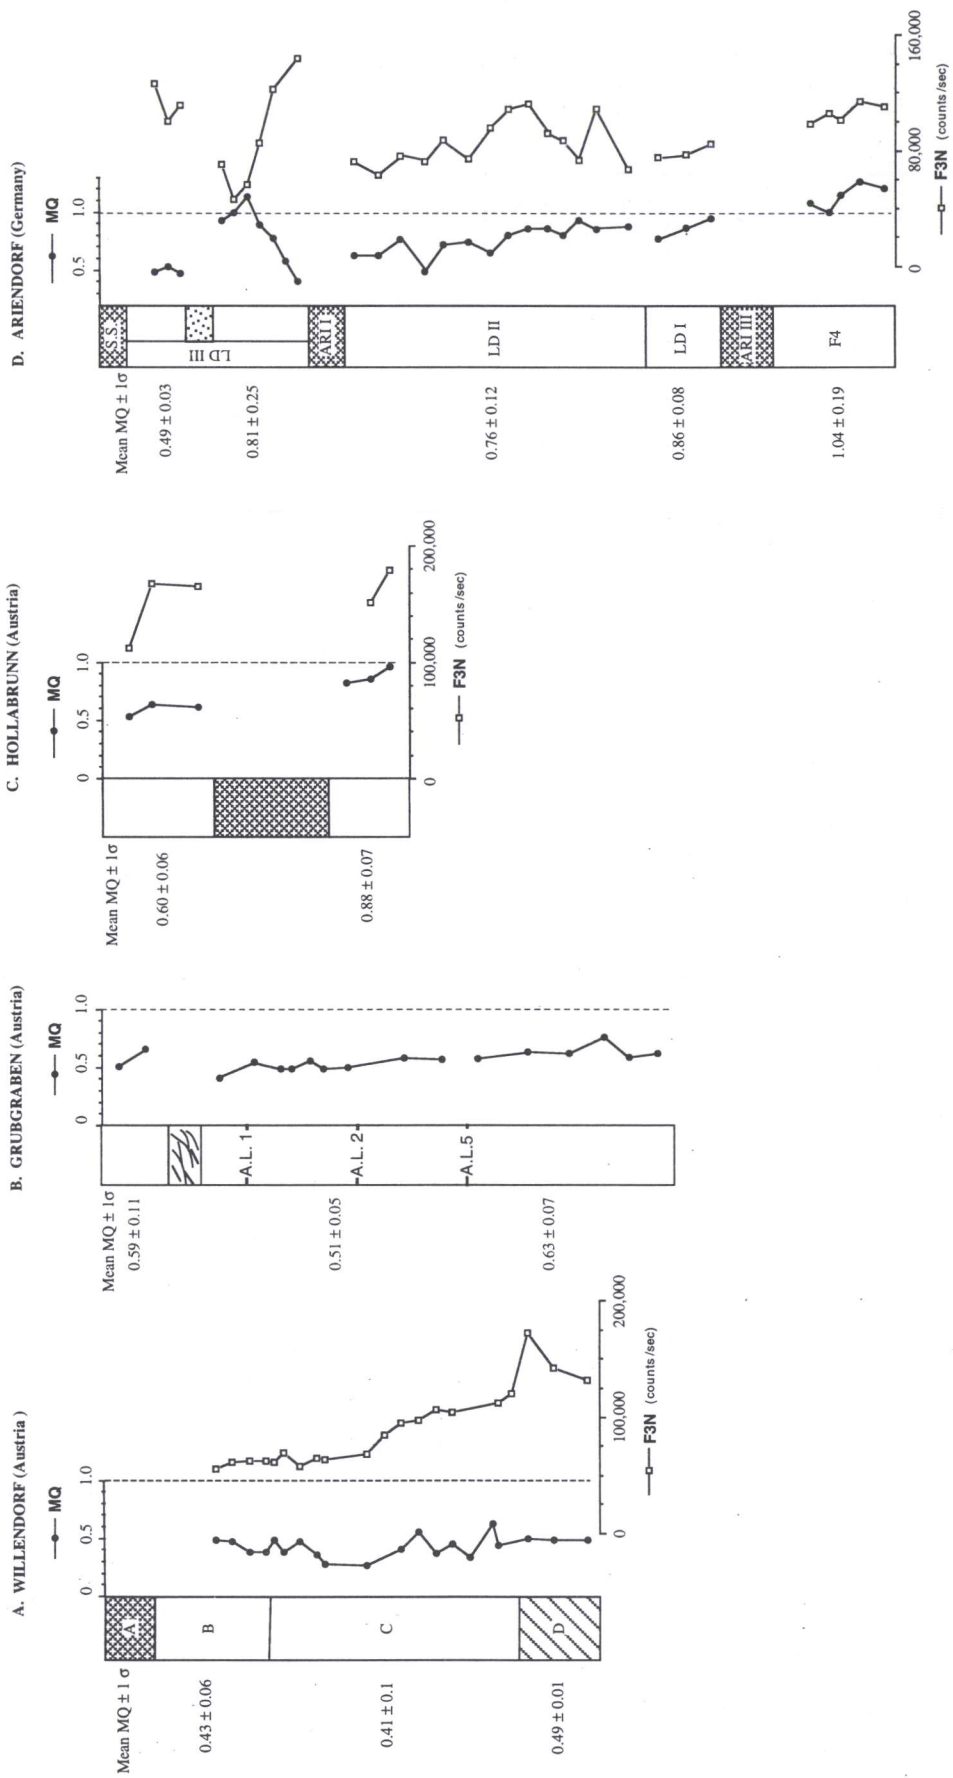 A. WILLENDORF (Austria )
MQ
0 0.5 1.0
Mean MQ ± 1 σ
A
B
0.43 ± 0.06
C
0.41 ± 0.1
D
0.49 ± 0.01
0 100,000 200,000
F3N (counts/sec)
B. GRUBGRABEN (Austria)
MQ
0 0.5 1.0
Mean MQ ± 1σ
0.59 ± 0.11
A.L. 1
0.51 ± 0.05
A.L. 2
A.L.5
0.63 ± 0.07
C. HOLLABRUNN (Austria)
MQ
0 0.5 1.0
Mean MQ ± 1σ
0.60 ± 0.06
0.88 ± 0.07
0 100,000 200,000
F3N (counts/sec)
D. ARIENDORF (Germany)
MQ
0.5 1.0
Mean MQ ± 1σ
S.S.
0.49 ± 0.03
LD III
0.81 ± 0.25
ARI I
LD II
0.76 ± 0.12
LD I
0.86 ± 0.08
ARI III
F4
1.04 ± 0.19
0 80,000 160,000
F3N (counts/sec)